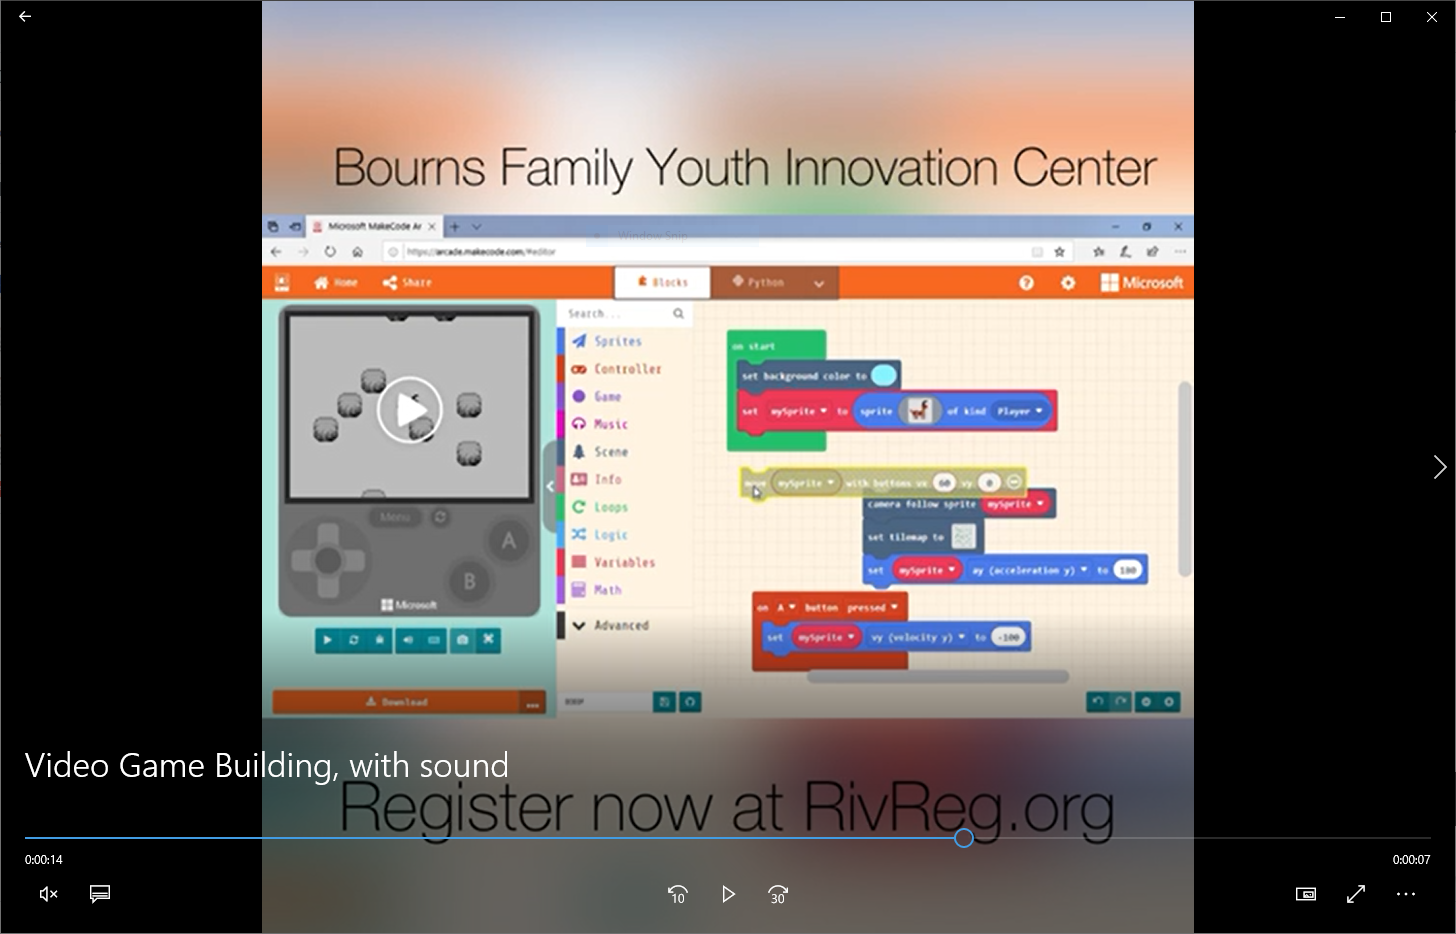 Bourns Family Youth Innovation Center
Microsoft MakeCode Ar
Window Snip
https://arcade.makecode.com/#editor
Home
Share
Blocks
Python
Microsoft
Search...
Sprites
Controller
Game
Music
Scene
Info
Loops
Logic
Variables
Math
Advanced
Menu
A
B
Microsoft
Download
on start
set background color to
set mySprite to sprite of kind Player
move mySprite with buttons vx 60 vy 0
camera follow sprite mySprite
set tilemap to
set mySprite ay (acceleration y) to 100
on A button pressed
set mySprite vy (velocity y) to -100
Video Game Building, with sound
Register now at RivReg.org
0:00:14
0:00:07
10
30